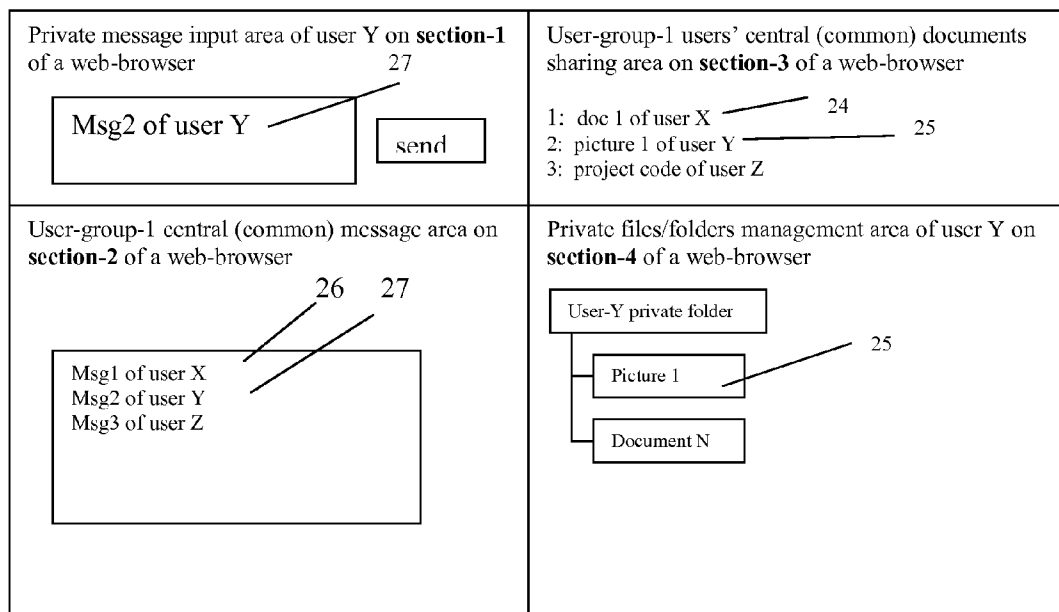 Private message input area of user Y on section-1
of a web-browser
27
Msg2 of user Y
send
User-group-1 users' central (common) documents
sharing area on section-3 of a web-browser
24
1: doc 1 of user X
25
2: picture 1 of user Y
3: project code of user Z
User-group-1 central (common) message area on
section-2 of a web-browser
26 27
Msg1 of user X
Msg2 of user Y
Msg3 of user Z
Private files/folders management area of user Y on
section-4 of a web-browser
User-Y private folder
25
Picture 1
Document N